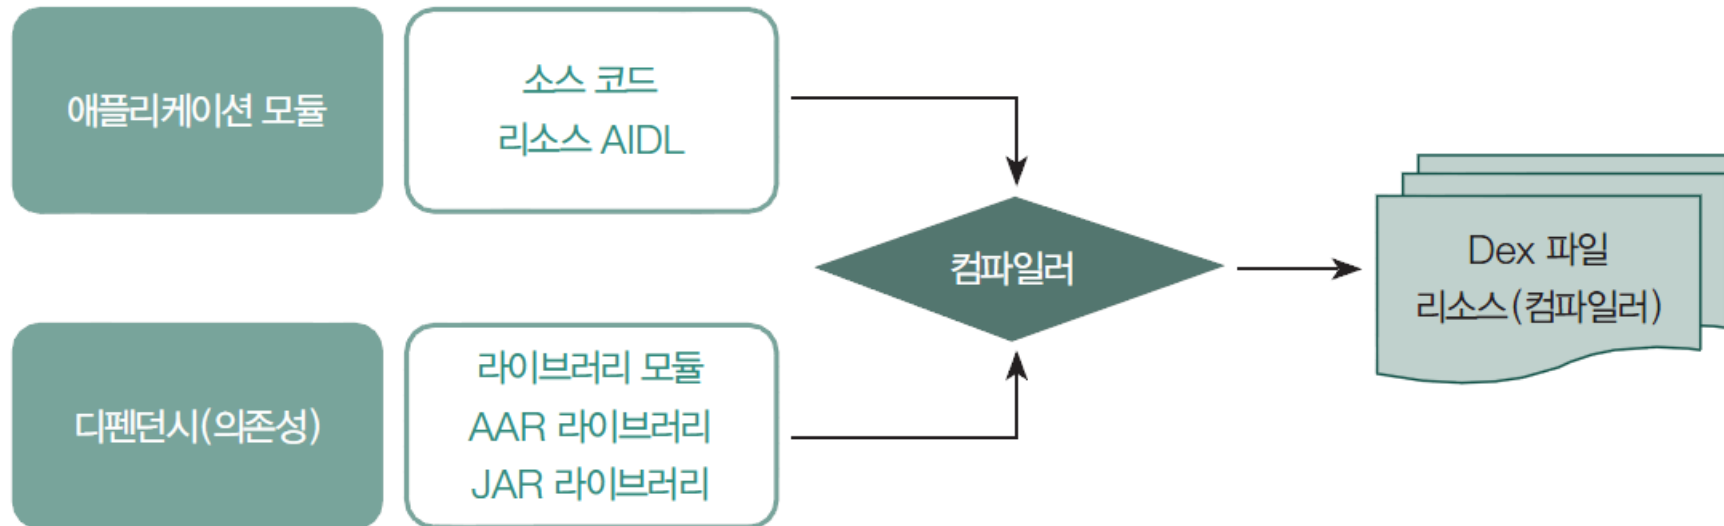 애플리케이션 모듈
소스 코드
리소스 AIDL
컴파일러
Dex 파일
리소스(컴파일러)
디펜던시(의존성)
라이브러리 모듈
AAR 라이브러리
JAR 라이브러리